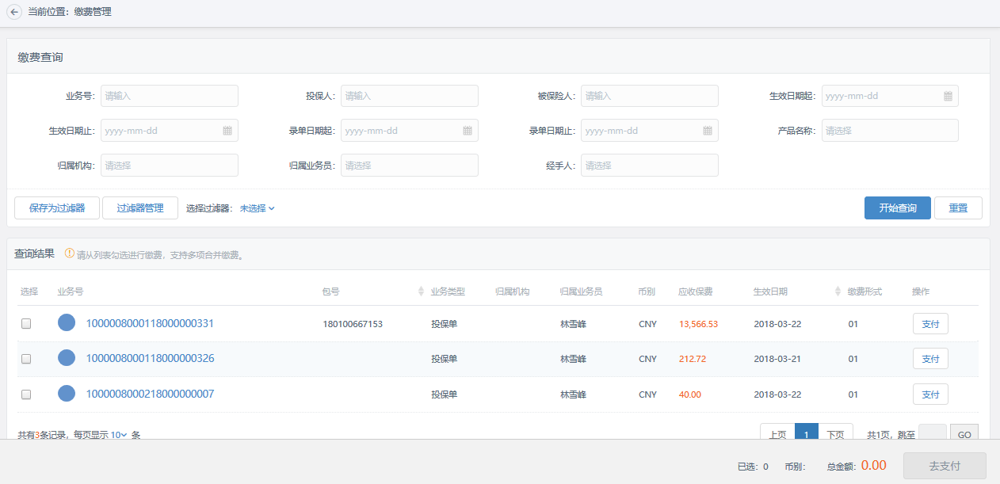 当前位置：缴费管理
缴费查询
业务号： 请输入 投保人： 请输入 被保险人： 请输入 生效日期起： yyyy-mm-dd
生效日期止： yyyy-mm-dd 录单日期起： yyyy-mm-dd 录单日期止： yyyy-mm-dd 产品名称： 请选择
归属机构： 请选择 归属业务员： 请选择 经手人： 请选择
保存为过滤器 过滤器管理 选择过滤器： 未选择 开始查询 重置
查询结果 请从列表勾选进行缴费，支持多项合并缴费。
选择 业务号 包号 业务类型 归属机构 归属业务员 币别 应收保费 生效日期 缴费形式 操作
1000008000118000000331 180100667153 投保单 林雪峰 CNY 13,566.53 2018-03-22 01 支付
1000008000118000000326 投保单 林雪峰 CNY 212.72 2018-03-21 01 支付
1000008000218000000007 投保单 林雪峰 CNY 40.00 2018-03-22 01 支付
共有3条记录，每页显示 10 条 上页 1 下页 共1页，跳至 GO
已选：0 币别： 总金额：0.00 去支付